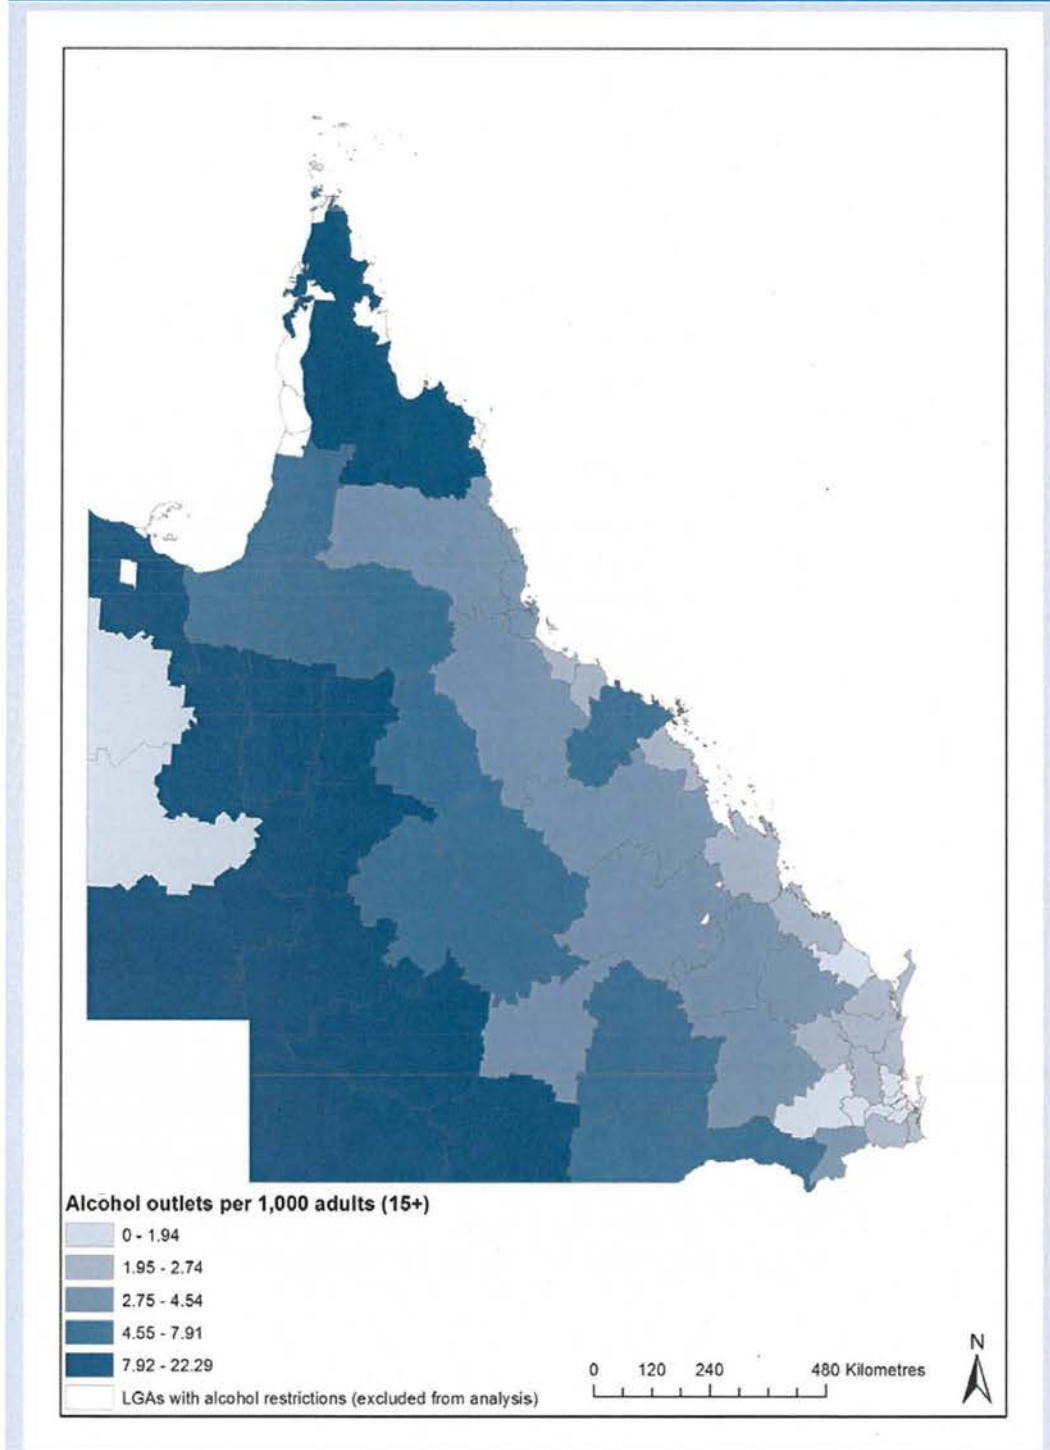 Alcohol outlets per 1,000 adults (15+)
0 - 1.94
1.95 - 2.74
2.75 - 4.54
4.55 - 7.91
7.92 - 22.29
LGAs with alcohol restrictions (excluded from analysis)
0 120 240 480 Kilometres
N